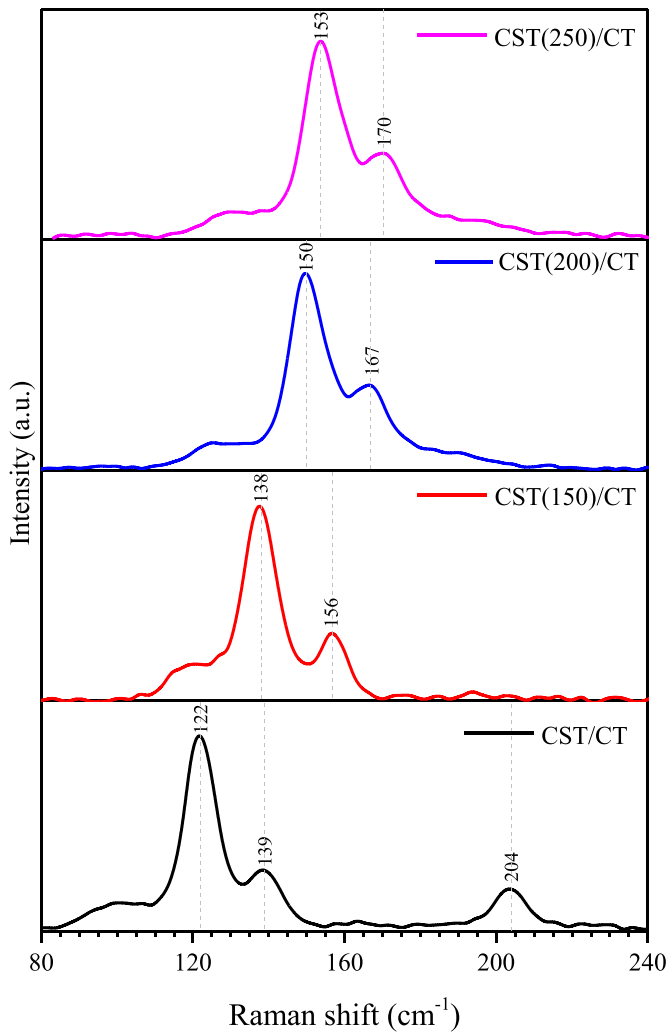 153
CST(250)/CT
170
150
CST(200)/CT
167
138
CST(150)/CT
156
122
CST/CT
139
204
Intensity (a.u.)
80 120 160 200 240
Raman shift (cm⁻¹)